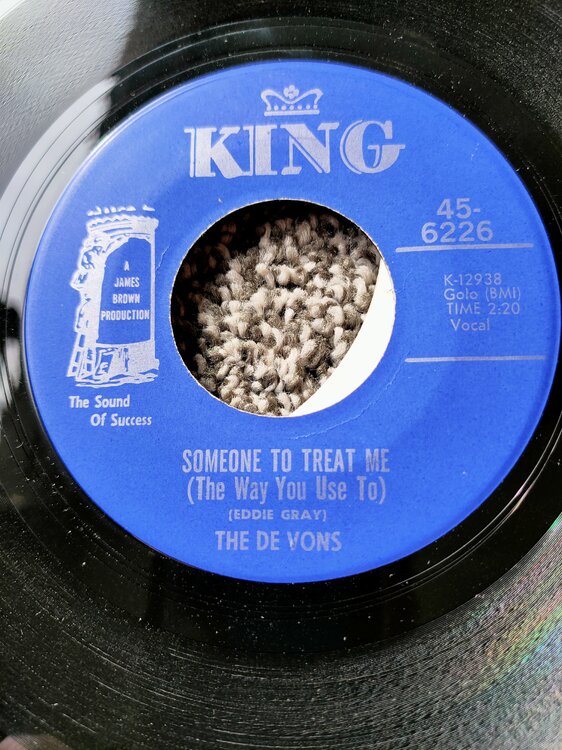 KING
45-
6226
K-12938
Golo (BMI)
TIME 2:20
Vocal
A
JAMES
BROWN
PRODUCTION
The Sound
Of Success
SOMEONE TO TREAT ME
(The Way You Use To)
(EDDIE GRAY)
THE DE VONS